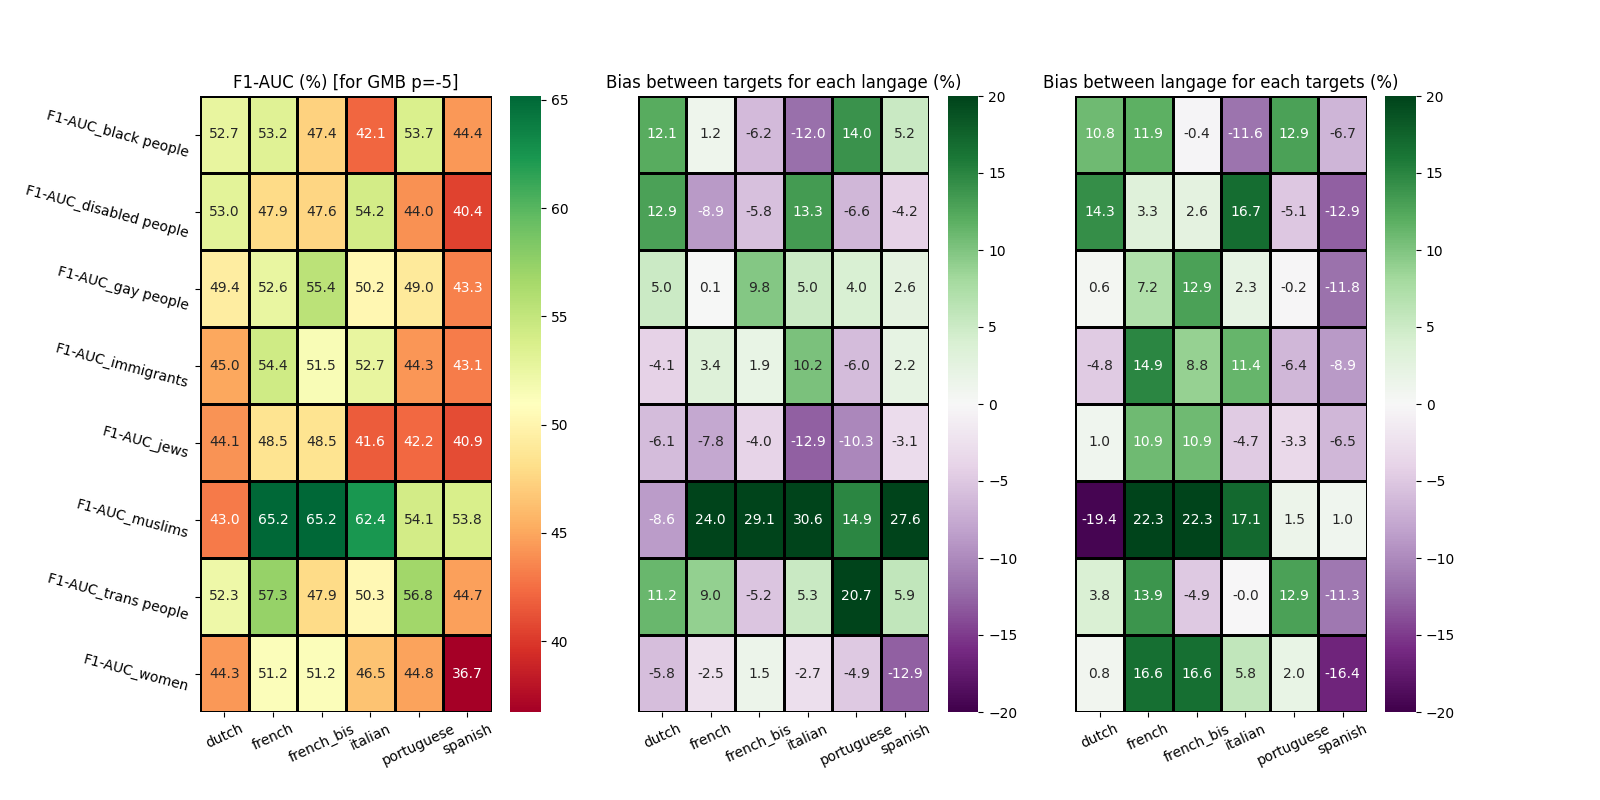 F1-AUC (%) [for GMB p=-5]
Bias between targets for each langage (%)
Bias between langage for each targets (%)
F1-AUC_black people 52.7 53.2 47.4 42.1 53.7 44.4 12.1 1.2 -6.2 -12.0 14.0 5.2 10.8 11.9 -0.4 -11.6 12.9 -6.7
F1-AUC_disabled people 53.0 47.9 47.6 54.2 44.0 40.4 12.9 -8.9 -5.8 13.3 -6.6 -4.2 14.3 3.3 2.6 16.7 -5.1 -12.9
F1-AUC_gay people 49.4 52.6 55.4 50.2 49.0 43.3 5.0 0.1 9.8 5.0 4.0 2.6 0.6 7.2 12.9 2.3 -0.2 -11.8
F1-AUC_immigrants 45.0 54.4 51.5 52.7 44.3 43.1 -4.1 3.4 1.9 10.2 -6.0 2.2 -4.8 14.9 8.8 11.4 -6.4 -8.9
F1-AUC_jews 44.1 48.5 48.5 41.6 42.2 40.9 -6.1 -7.8 -4.0 -12.9 -10.3 -3.1 1.0 10.9 10.9 -4.7 -3.3 -6.5
F1-AUC_muslims 43.0 65.2 65.2 62.4 54.1 53.8 -8.6 24.0 29.1 30.6 14.9 27.6 -19.4 22.3 22.3 17.1 1.5 1.0
F1-AUC_trans people 52.3 57.3 47.9 50.3 56.8 44.7 11.2 9.0 -5.2 5.3 20.7 5.9 3.8 13.9 -4.9 -0.0 12.9 -11.3
F1-AUC_women 44.3 51.2 51.2 46.5 44.8 36.7 -5.8 -2.5 1.5 -2.7 -4.9 -12.9 0.8 16.6 16.6 5.8 2.0 -16.4
dutch french french_bis italian portuguese spanish
dutch french french_bis italian portuguese spanish
dutch french french_bis italian portuguese spanish
65
60
55
50
45
40
20
15
10
5
0
−5
−10
−15
−20
20
15
10
5
0
−5
−10
−15
−20